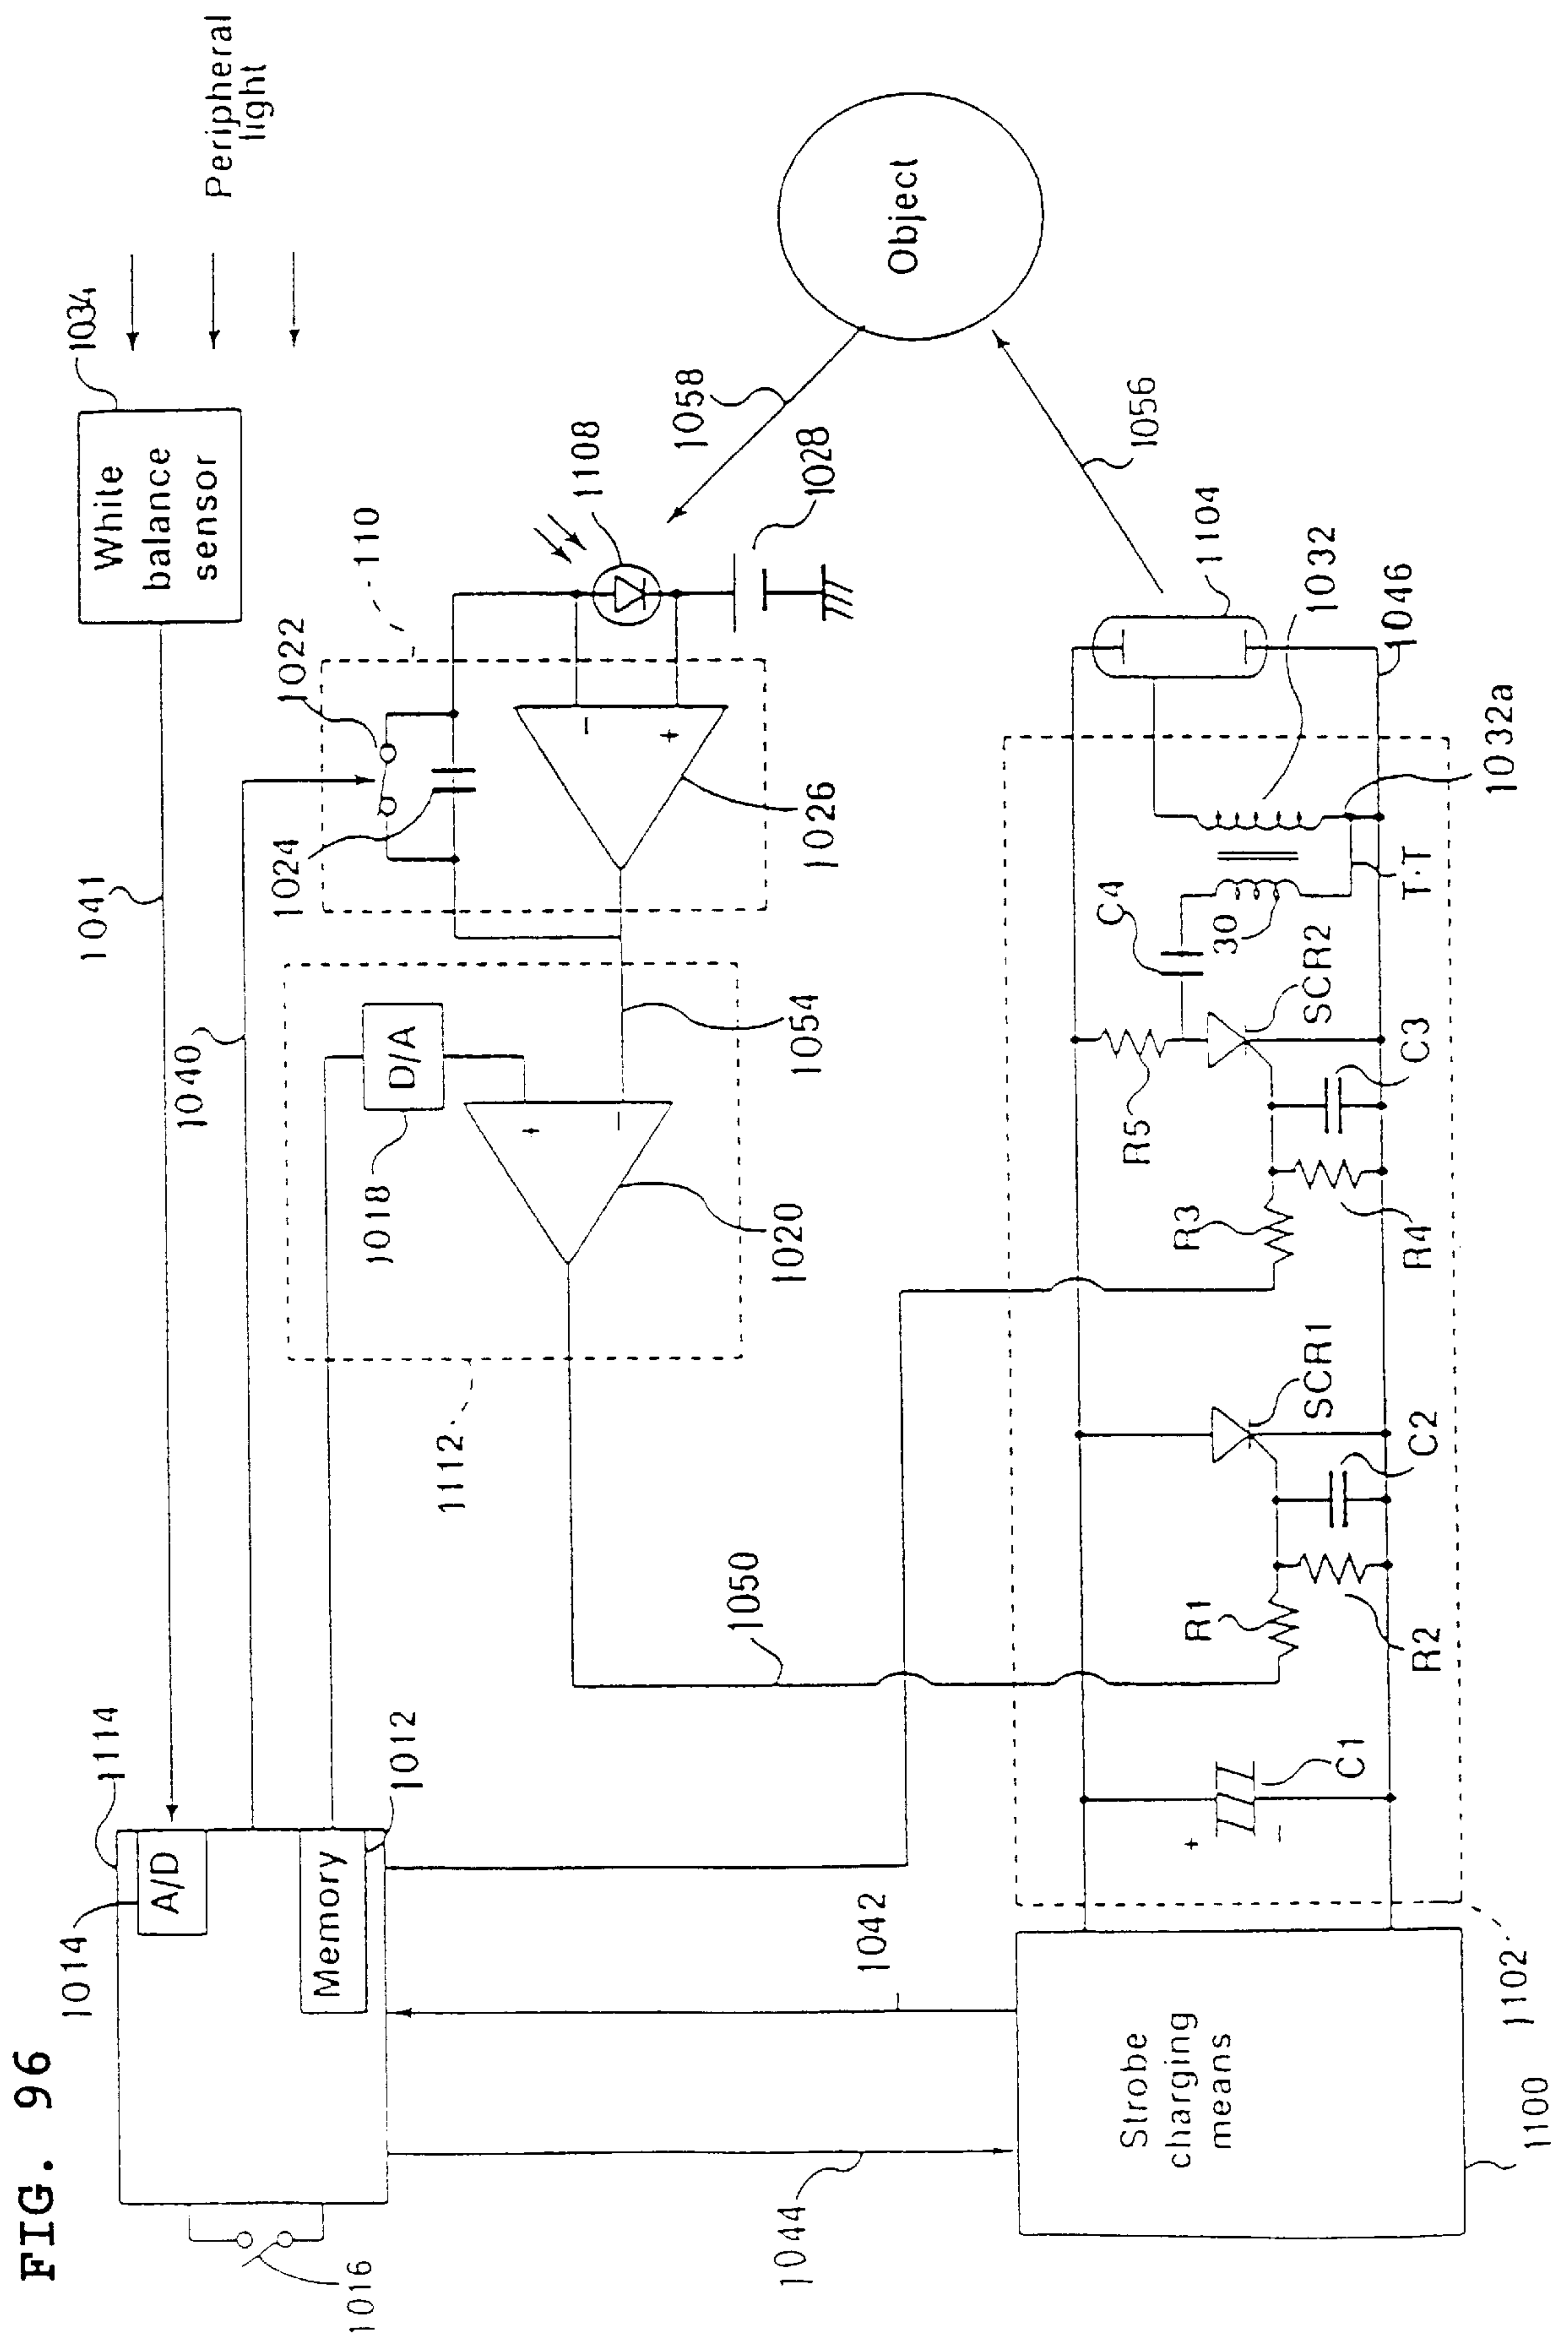 FIG. 96
1016
1014
A/D
1114
Memory
1012
1041
1040
White
balance
sensor
1034
Peripheral
light
1112
1018
D/A
1020
1054
1024
1022
110
1026
1108
1028
1058
Object
1056
1050
1044
1042
Strobe
charging
means
1100
1102
+
−
C1
R1
R2
C2
SCR1
R3
R4
C3
R5
SCR2
C4
30
T·T
1032a
1032
1046
1104
+
−
−
+